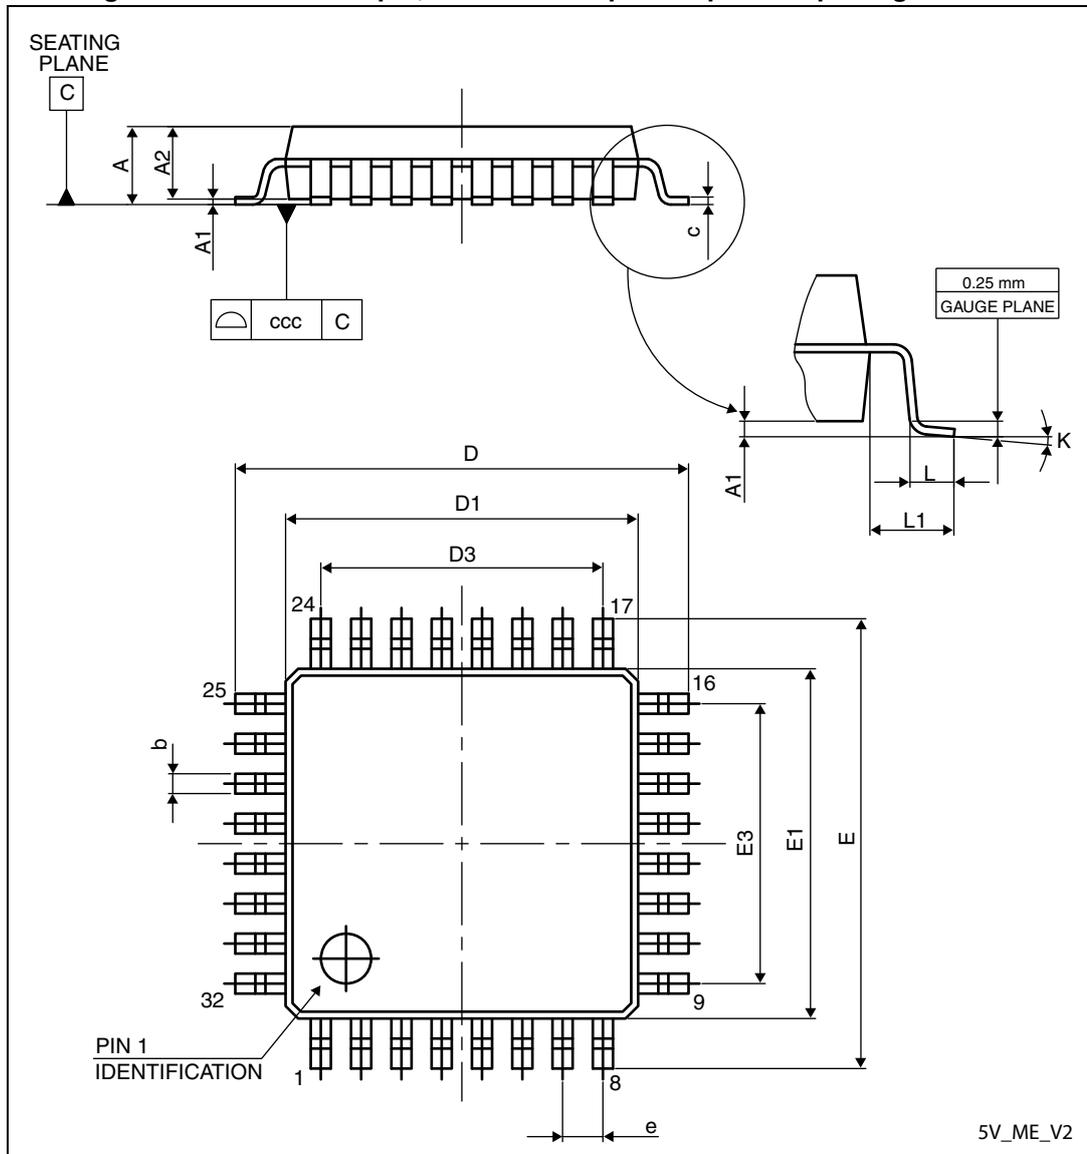 SEATING
PLANE
C
A
A2
A1
c
ccc
C
0.25 mm
GAUGE PLANE
A1
K
L
L1
D
D1
D3
24
17
25
16
b
E3
E1
E
32
9
PIN 1
IDENTIFICATION
1
8
e
5V_ME_V2